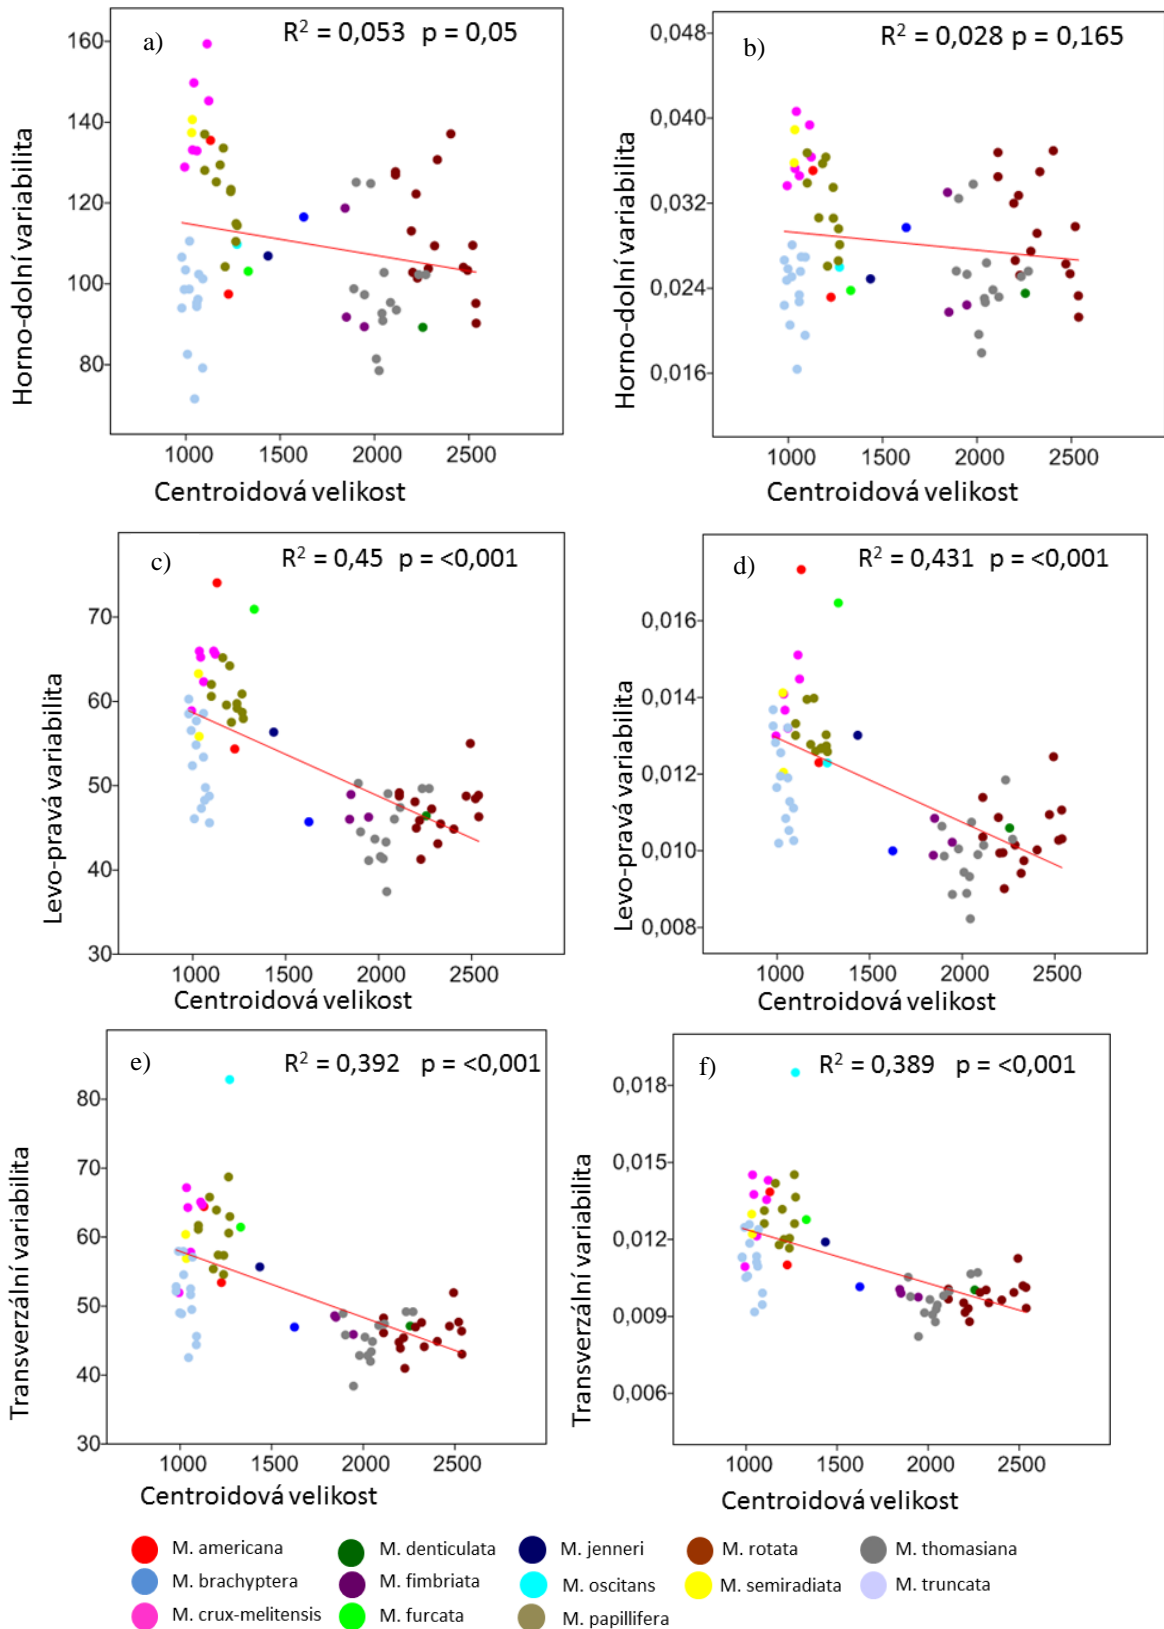 a)
R² = 0,053 p = 0,05
160
140
120
100
80
Horno-dolní variabilita
1000 1500 2000 2500
Centroidová velikost
b)
R² = 0,028 p = 0,165
0,048
0,040
0,032
0,024
0,016
Horno-dolní variabilita
1000 1500 2000 2500
Centroidová velikost
c)
R² = 0,45 p = <0,001
70
60
50
40
30
Levo-pravá variabilita
1000 1500 2000 2500
Centroidová velikost
d)
R² = 0,431 p = <0,001
0,016
0,014
0,012
0,010
0,008
Levo-pravá variabilita
1000 1500 2000 2500
Centroidová velikost
e)
R² = 0,392 p = <0,001
80
70
60
50
40
30
Transverzální variabilita
1000 1500 2000 2500
Centroidová velikost
f)
R² = 0,389 p = <0,001
0,018
0,015
0,012
0,009
0,006
Transverzální variabilita
1000 1500 2000 2500
Centroidová velikost
M. americana M. denticulata M. jenneri M. rotata M. thomasiana
M. brachyptera M. fimbriata M. oscitans M. semiradiata M. truncata
M. crux-melitensis M. furcata M. papillifera